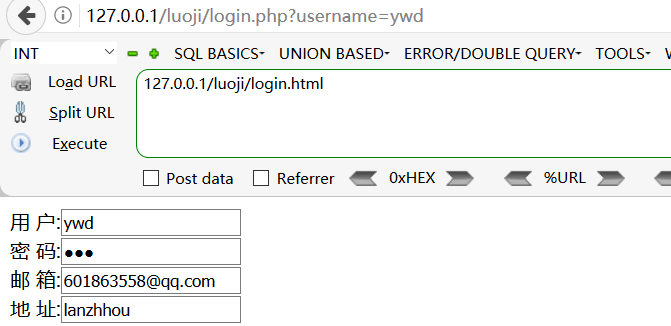 127.0.0.1/luoji/login.php?username=ywd
INT SQL BASICS UNION BASED ERROR/DOUBLE QUERY TOOLS
Load URL 127.0.0.1/luoji/login.html
Split URL
Execute
Post data Referrer 0xHEX %URL
用 户:ywd
密 码:●●●
邮 箱:601863558@qq.com
地 址:lanzhhou